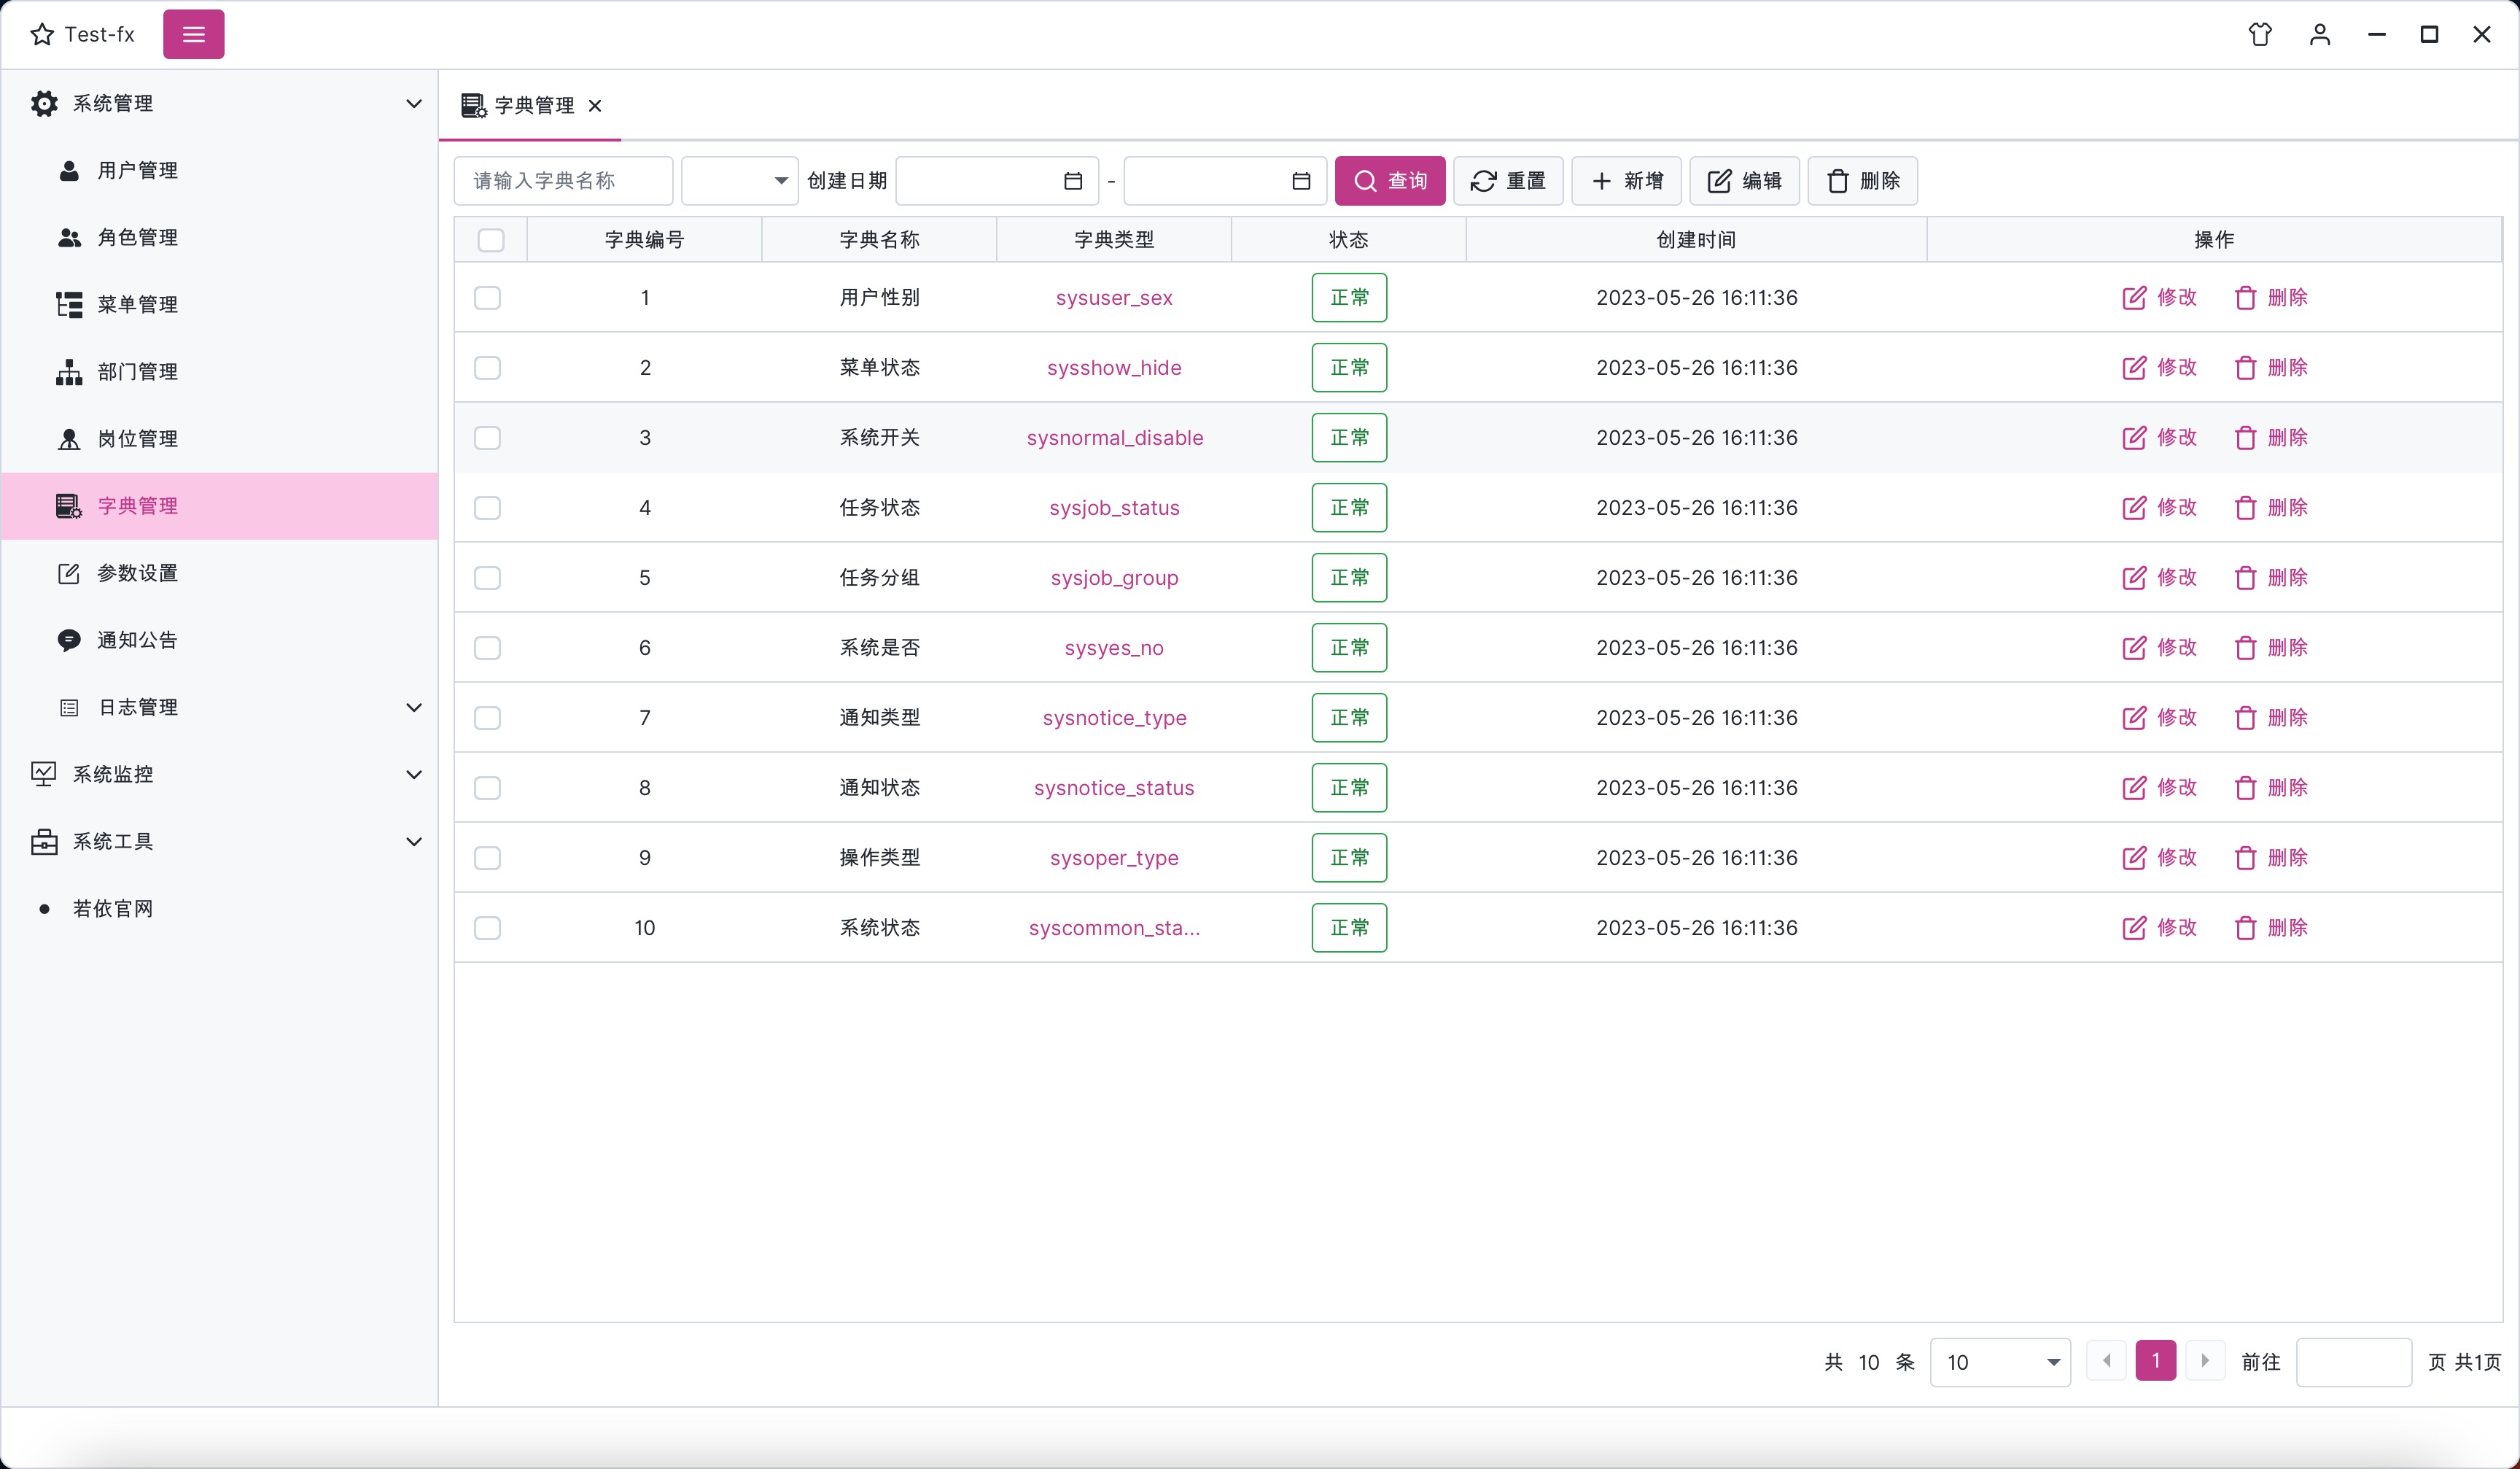 Test-fx
系统管理
用户管理
角色管理
菜单管理
部门管理
岗位管理
字典管理
参数设置
通知公告
日志管理
系统监控
系统工具
若依官网
字典管理
请输入字典名称 创建日期 - 查询 重置 新增 编辑 删除
字典编号 字典名称 字典类型 状态 创建时间 操作
1 用户性别 sysuser_sex 正常 2023-05-26 16:11:36 修改 删除
2 菜单状态 sysshow_hide 正常 2023-05-26 16:11:36 修改 删除
3 系统开关 sysnormal_disable 正常 2023-05-26 16:11:36 修改 删除
4 任务状态 sysjob_status 正常 2023-05-26 16:11:36 修改 删除
5 任务分组 sysjob_group 正常 2023-05-26 16:11:36 修改 删除
6 系统是否 sysyes_no 正常 2023-05-26 16:11:36 修改 删除
7 通知类型 sysnotice_type 正常 2023-05-26 16:11:36 修改 删除
8 通知状态 sysnotice_status 正常 2023-05-26 16:11:36 修改 删除
9 操作类型 sysoper_type 正常 2023-05-26 16:11:36 修改 删除
10 系统状态 syscommon_sta... 正常 2023-05-26 16:11:36 修改 删除
共 10 条 10 1 前往 页 共1页